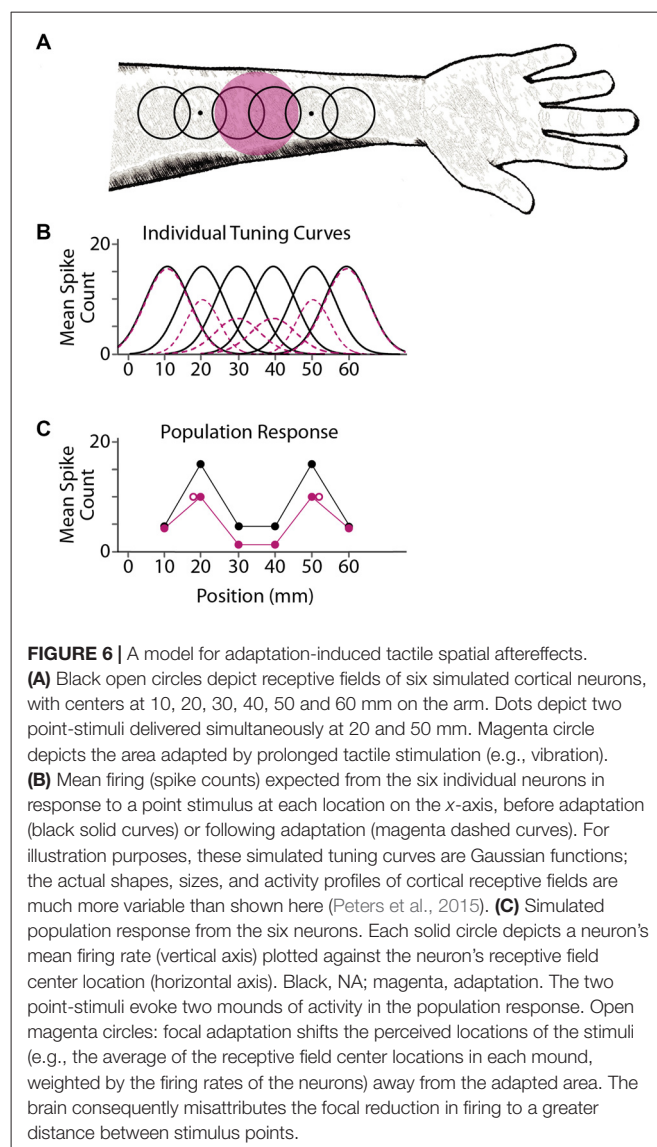 A
B
Individual Tuning Curves
20
Mean Spike
Count
0
0 10 20 30 40 50 60
C
Population Response
20
Mean Spike
Count
0
0 10 20 30 40 50 60
Position (mm)
FIGURE 6 | A model for adaptation-induced tactile spatial aftereffects.
(A) Black open circles depict receptive fields of six simulated cortical neurons,
with centers at 10, 20, 30, 40, 50 and 60 mm on the arm. Dots depict two
point-stimuli delivered simultaneously at 20 and 50 mm. Magenta circle
depicts the area adapted by prolonged tactile stimulation (e.g., vibration).
(B) Mean firing (spike counts) expected from the six individual neurons in
response to a point stimulus at each location on the x-axis, before adaptation
(black solid curves) or following adaptation (magenta dashed curves). For
illustration purposes, these simulated tuning curves are Gaussian functions;
the actual shapes, sizes, and activity profiles of cortical receptive fields are
much more variable than shown here (Peters et al., 2015). (C) Simulated
population response from the six neurons. Each solid circle depicts a neuron's
mean firing rate (vertical axis) plotted against the neuron's receptive field
center location (horizontal axis). Black, NA; magenta, adaptation. The two
point-stimuli evoke two mounds of activity in the population response. Open
magenta circles: focal adaptation shifts the perceived locations of the stimuli
(e.g., the average of the receptive field center locations in each mound,
weighted by the firing rates of the neurons) away from the adapted area. The
brain consequently misattributes the focal reduction in firing to a greater
distance between stimulus points.